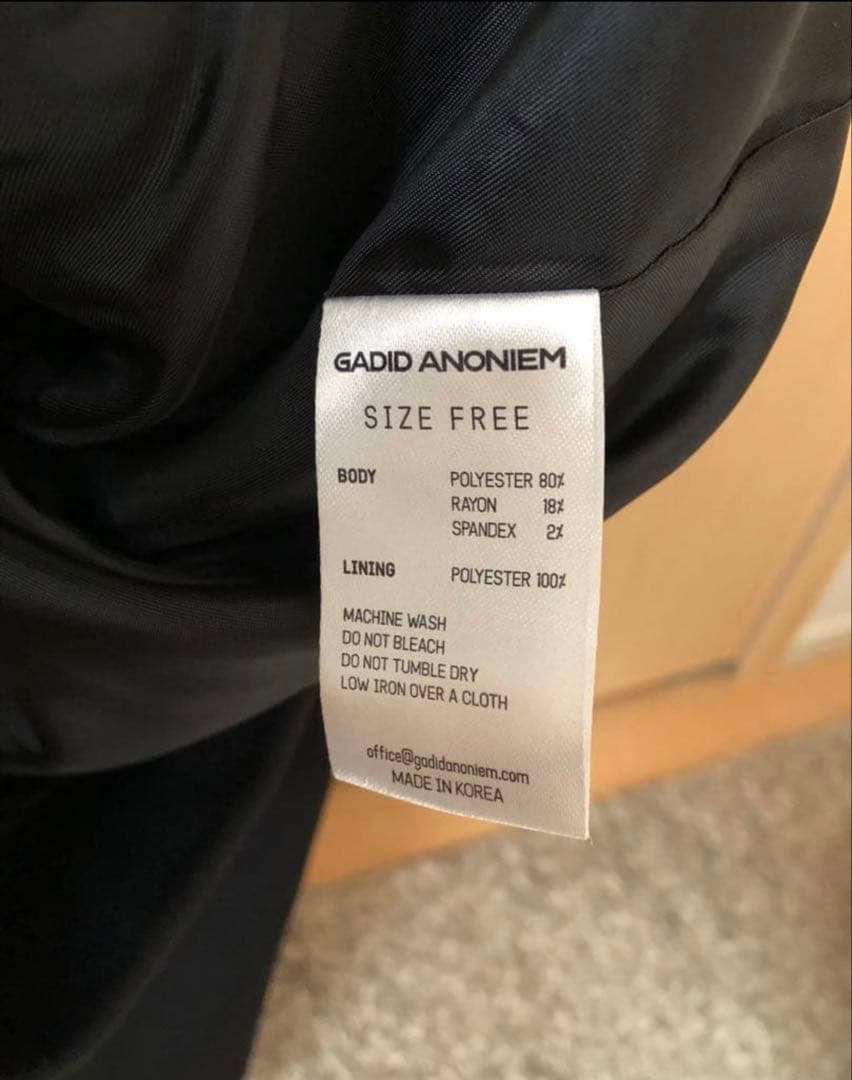 GADID ANONIEM
SIZE FREE
BODY POLYESTER 80%
RAYON 18%
SPANDEX 2%
LINING POLYESTER 100%
MACHINE WASH
DO NOT BLEACH
DO NOT TUMBLE DRY
LOW IRON OVER A CLOTH
office@gadidanoniem.com
MADE IN KOREA